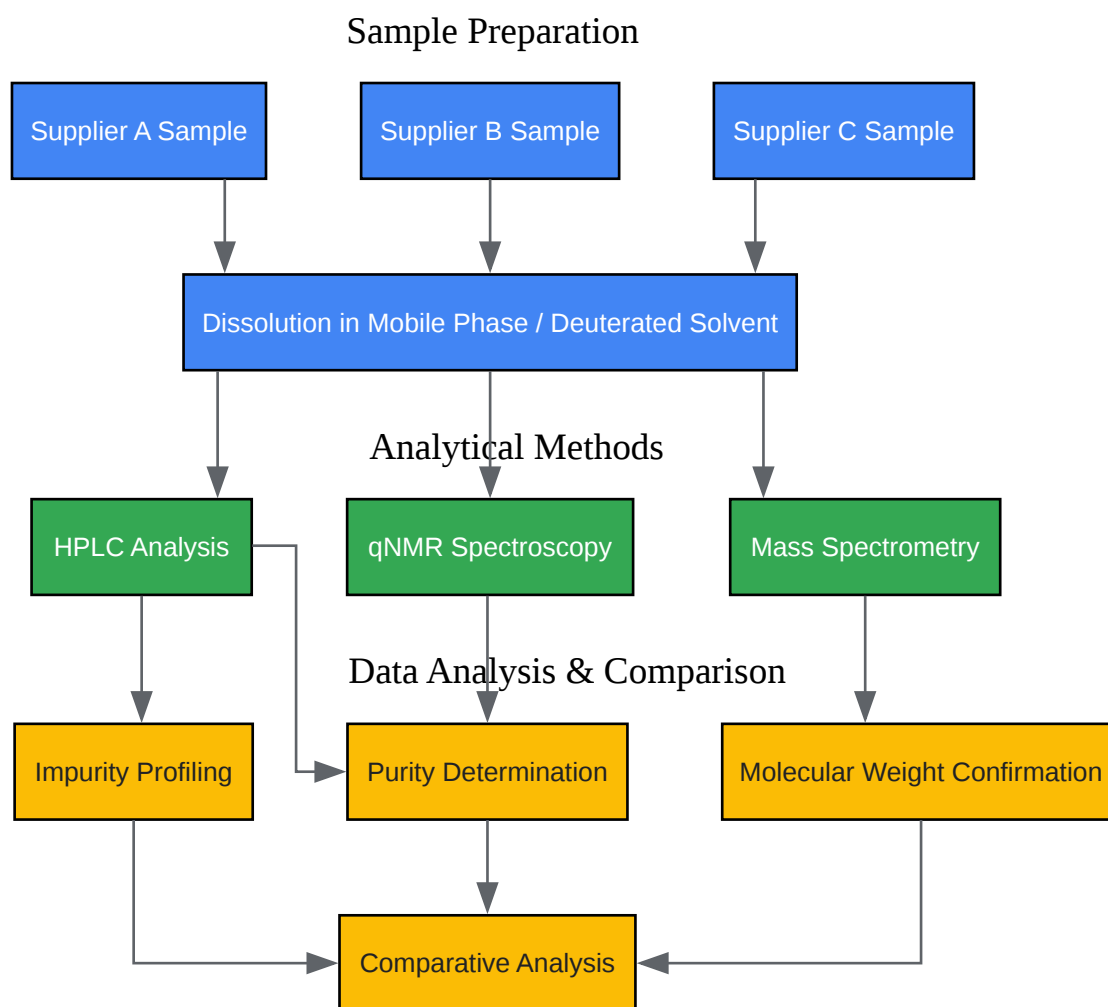 Sample Preparation
Supplier A Sample
Supplier B Sample
Supplier C Sample
Dissolution in Mobile Phase / Deuterated Solvent
Analytical Methods
HPLC Analysis
qNMR Spectroscopy
Mass Spectrometry
Data Analysis & Comparison
Impurity Profiling
Purity Determination
Molecular Weight Confirmation
Comparative Analysis